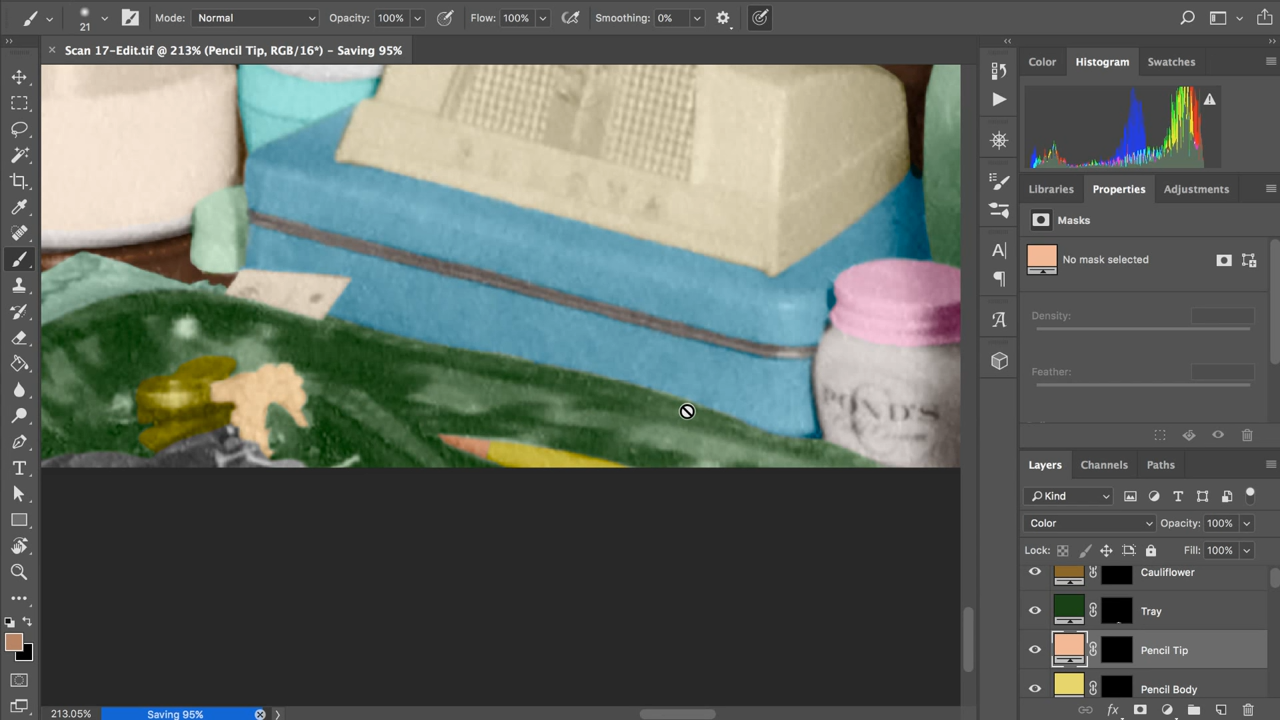 21 Mode: Normal Opacity: 100% Flow: 100% Smoothing: 0%
× Scan 17-Edit.tif @ 213% (Pencil Tip, RGB/16*) – Saving 95%
Color Histogram Swatches
Libraries Properties Adjustments
Masks
No mask selected
Density:
Feather:
POND'S
Layers Channels Paths
Kind
Color Opacity: 100%
Lock: Fill: 100%
Cauliflower
Tray
Pencil Tip
Pencil Body
213.05% Saving 95%